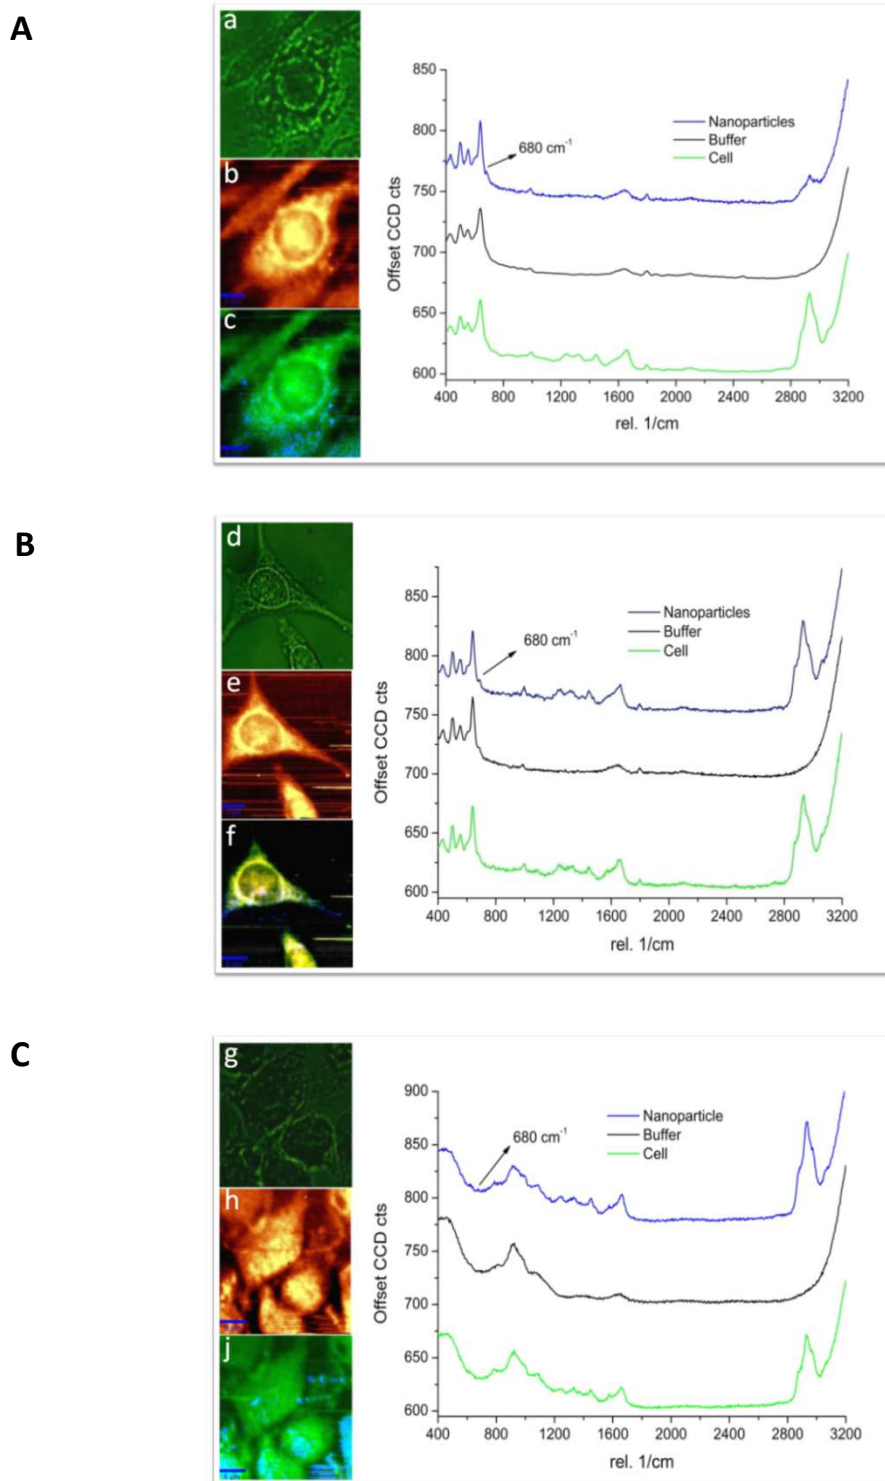 A
a
b
c
850
800
750
700
650
600
Offset CCD cts
680 cm⁻¹
Nanoparticles
Buffer
Cell
400 800 1200 1600 2000 2400 2800 3200
rel. 1/cm
B
d
e
f
850
800
750
700
650
600
Offset CCD cts
680 cm⁻¹
Nanoparticles
Buffer
Cell
400 800 1200 1600 2000 2400 2800 3200
rel. 1/cm
C
g
h
j
900
850
800
750
700
650
600
Offset CCD cts
680 cm⁻¹
Nanoparticle
Buffer
Cell
400 800 1200 1600 2000 2400 2800 3200
rel. 1/cm